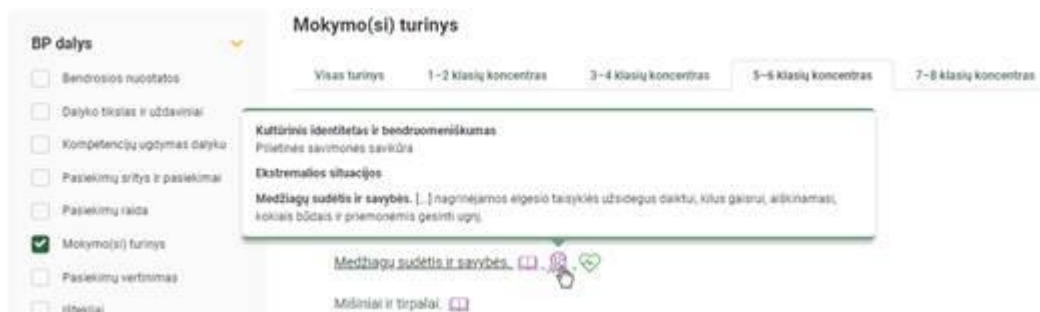 Mokymo(si) turinys
BP dalys
Bendrosios nuostatos
Dalyko tikslas ir uždaviniai
Kompetencijų ugdymas dalyku
Pasiekimų sritys ir pasiekimai
Pasiekimų raida
Mokymo(si) turinys
Pasiekimų vertinimas
Ištekliai
Visas turinys
1–2 klasių koncentras
3–4 klasių koncentras
5–6 klasių koncentras
7–8 klasių koncentras
Kultūrinis identitetas ir bendruomeniškumas
Pilietinės savimonės savikūra
Ekstremalios situacijos
Medžiagų sudėtis ir savybės. [...] nagrinėjamos elgesio taisyklės užsidegus daiktui, kilus gaisrui, aiškinamasi,
kokiais būdais ir priemonėmis gesinti ugnį.
Medžiagų sudėtis ir savybės.
Mišiniai ir tirpalai.